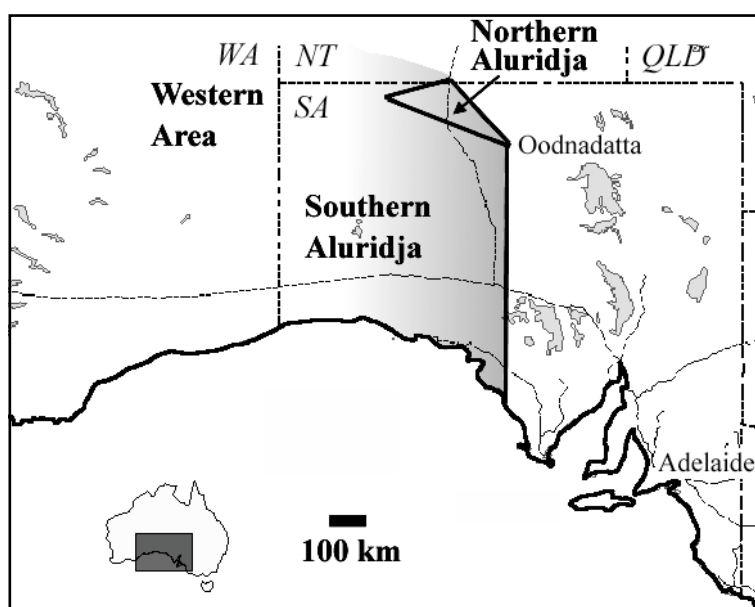 Northern
Aluridja
WA
NT
QLD
Western
Area
SA
Oodnadatta
Southern
Aluridja
Adelaide
100 km